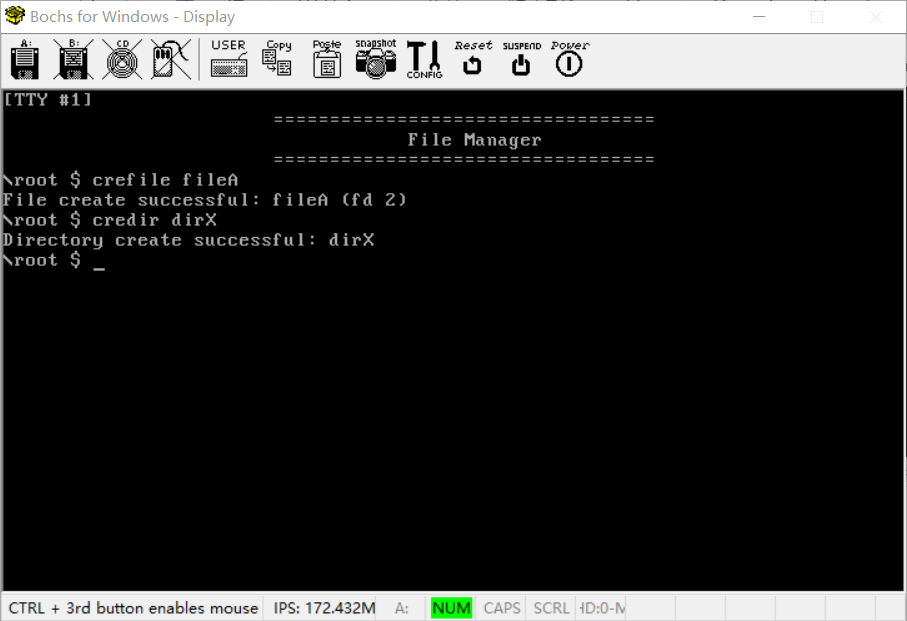 Bochs for Windows - Display
A: B: CD USER Copy Paste snapshot CONFIG Reset SUSPEND Power
[TTY #1]
==================================
File Manager
==================================
\root $ crefile fileA
File create successful: fileA (fd 2)
\root $ credir dirX
Directory create successful: dirX
\root $ _
CTRL + 3rd button enables mouse IPS: 172.432M A: NUM CAPS SCRL HD:0-M